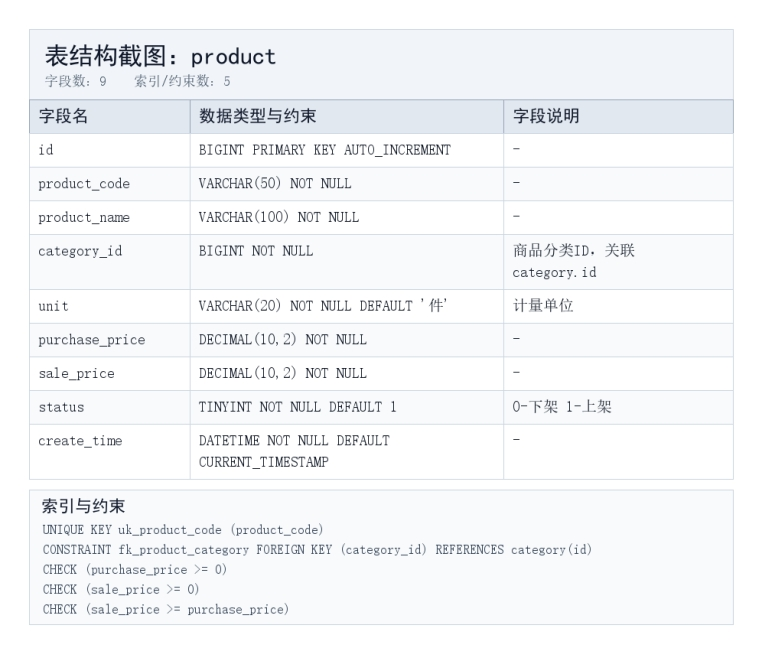 表结构截图：product
字段数：9 索引/约束数：5
字段名 数据类型与约束 字段说明
id BIGINT PRIMARY KEY AUTO_INCREMENT -
product_code VARCHAR(50) NOT NULL -
product_name VARCHAR(100) NOT NULL -
category_id BIGINT NOT NULL 商品分类ID，关联
category.id
unit VARCHAR(20) NOT NULL DEFAULT '件' 计量单位
purchase_price DECIMAL(10,2) NOT NULL -
sale_price DECIMAL(10,2) NOT NULL -
status TINYINT NOT NULL DEFAULT 1 0-下架 1-上架
create_time DATETIME NOT NULL DEFAULT -
CURRENT_TIMESTAMP
索引与约束
UNIQUE KEY uk_product_code (product_code)
CONSTRAINT fk_product_category FOREIGN KEY (category_id) REFERENCES category(id)
CHECK (purchase_price >= 0)
CHECK (sale_price >= 0)
CHECK (sale_price >= purchase_price)